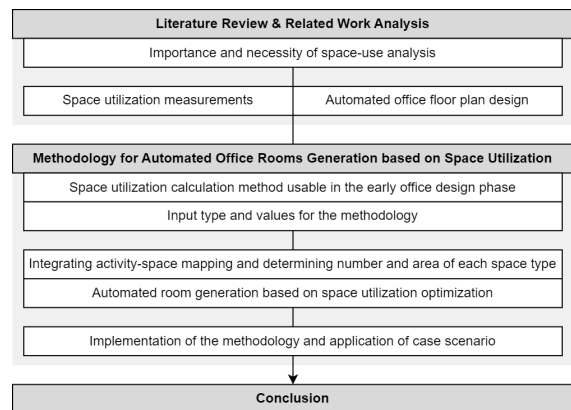 Literature Review & Related Work Analysis
Importance and necessity of space-use analysis
Space utilization measurements
Automated office floor plan design
Methodology for Automated Office Rooms Generation based on Space Utilization
Space utilization calculation method usable in the early office design phase
Input type and values for the methodology
Integrating activity-space mapping and determining number and area of each space type
Automated room generation based on space utilization optimization
Implementation of the methodology and application of case scenario
Conclusion